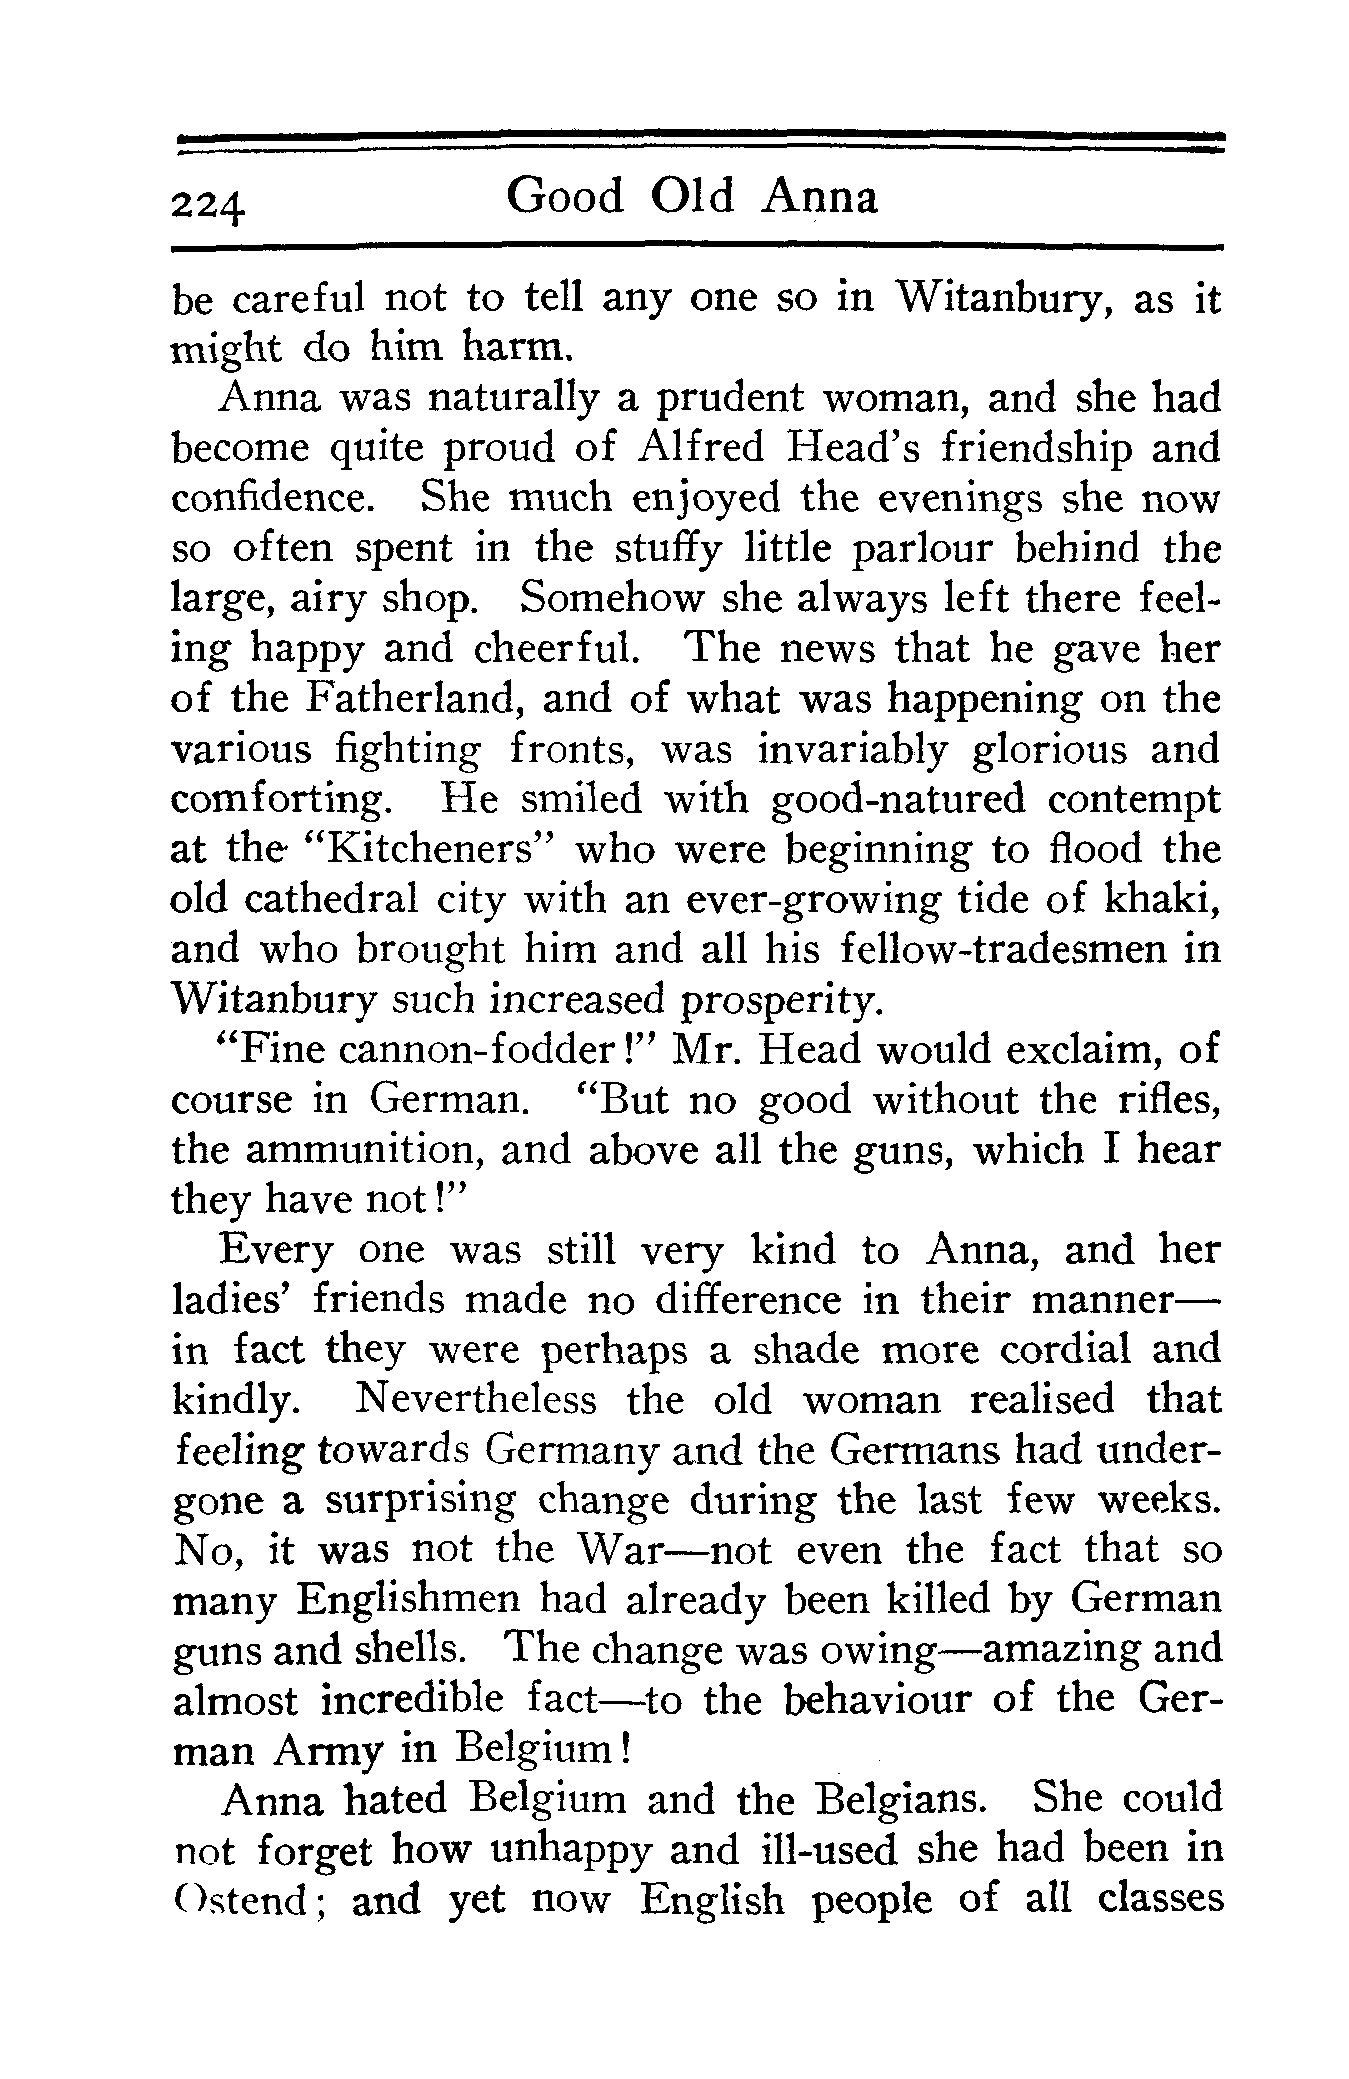 224 Good Old Anna
be careful not to tell any one so in Witanbury, as it
might do him harm.
Anna was naturally a prudent woman, and she had
become quite proud of Alfred Head's friendship and
confidence. She much enjoyed the evenings she now
so often spent in the stuffy little parlour behind the
large, airy shop. Somehow she always left there feel-
ing happy and cheerful. The news that he gave her
of the Fatherland, and of what was happening on the
various fighting fronts, was invariably glorious and
comforting. He smiled with good-natured contempt
at the "Kitcheners" who were beginning to flood the
old cathedral city with an ever-growing tide of khaki,
and who brought him and all his fellow-tradesmen in
Witanbury such increased prosperity.
"Fine cannon-fodder!" Mr. Head would exclaim, of
course in German. "But no good without the rifles,
the ammunition, and above all the guns, which I hear
they have not!"
Every one was still very kind to Anna, and her
ladies' friends made no difference in their manner—
in fact they were perhaps a shade more cordial and
kindly. Nevertheless the old woman realised that
feeling towards Germany and the Germans had under-
gone a surprising change during the last few weeks.
No, it was not the War—not even the fact that so
many Englishmen had already been killed by German
guns and shells. The change was owing—amazing and
almost incredible fact—to the behaviour of the Ger-
man Army in Belgium!
Anna hated Belgium and the Belgians. She could
not forget how unhappy and ill-used she had been in
Ostend; and yet now English people of all classes